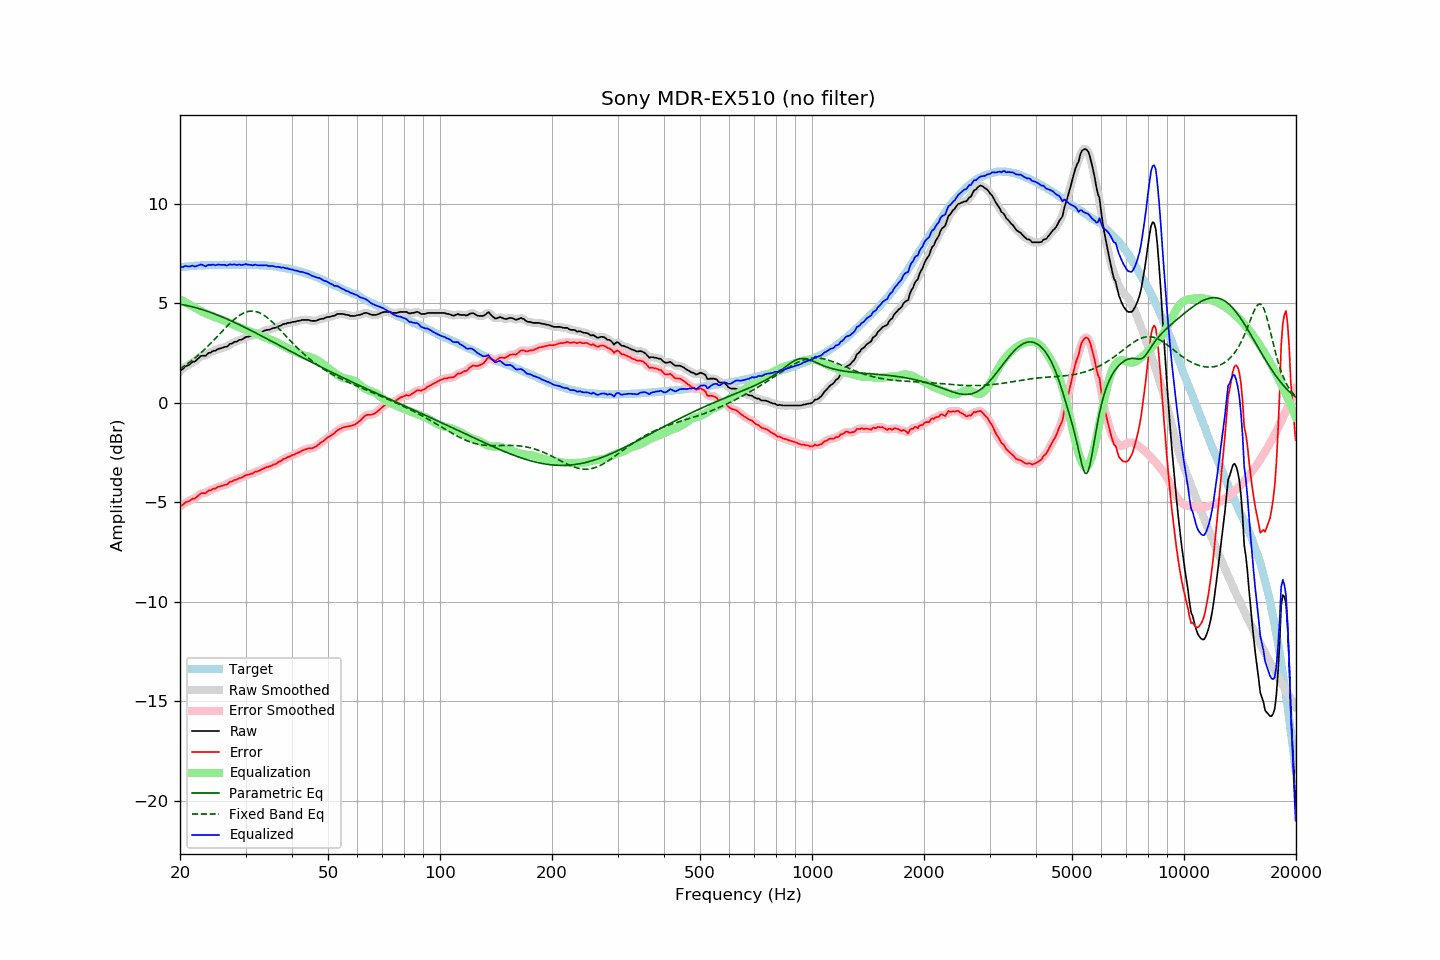 Sony MDR-EX510 (no filter)
Amplitude (dBr)
10
5
0
−5
−10
−15
−20
Target
Raw Smoothed
Error Smoothed
Raw
Error
Equalization
Parametric Eq
Fixed Band Eq
Equalized
20 50 100 200 500 1000 2000 5000 10000 20000
Frequency (Hz)